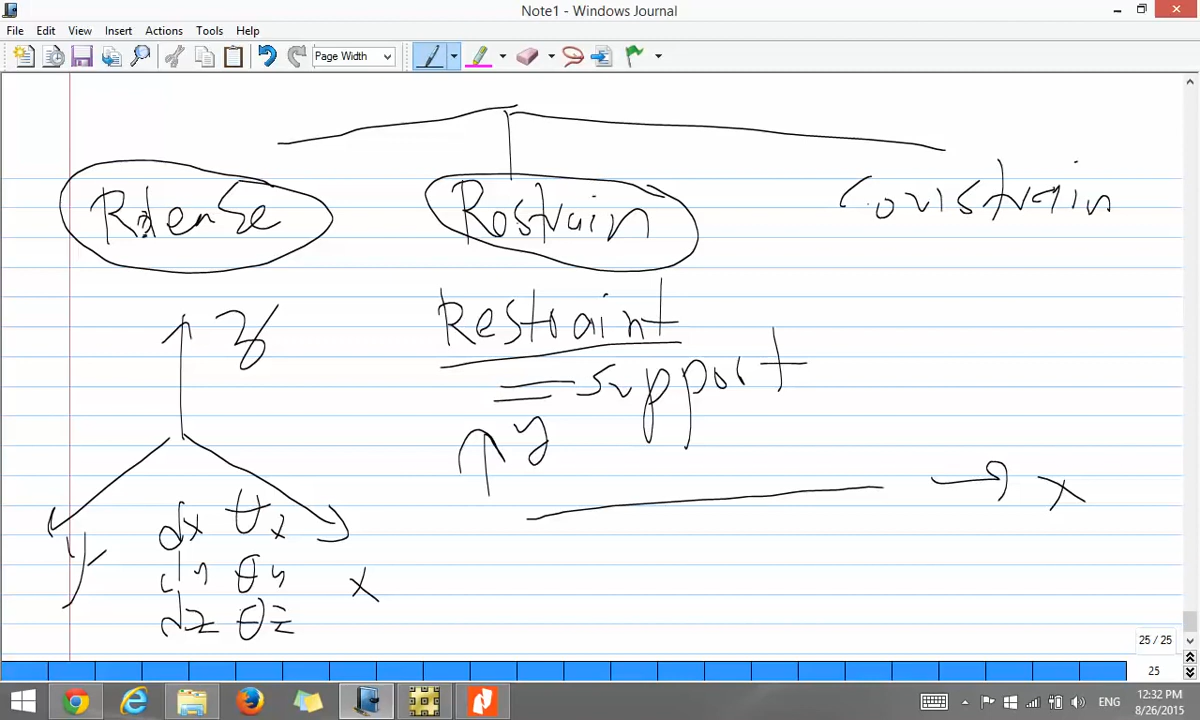 Note1 - Windows Journal
File Edit View Insert Actions Tools Help
Page Width
Release Restrain Constrain
z Restraint
= support
y
x
dx θx
y dy θy x
dz θz
25 / 25
25
ENG 12:32 PM
8/26/2015